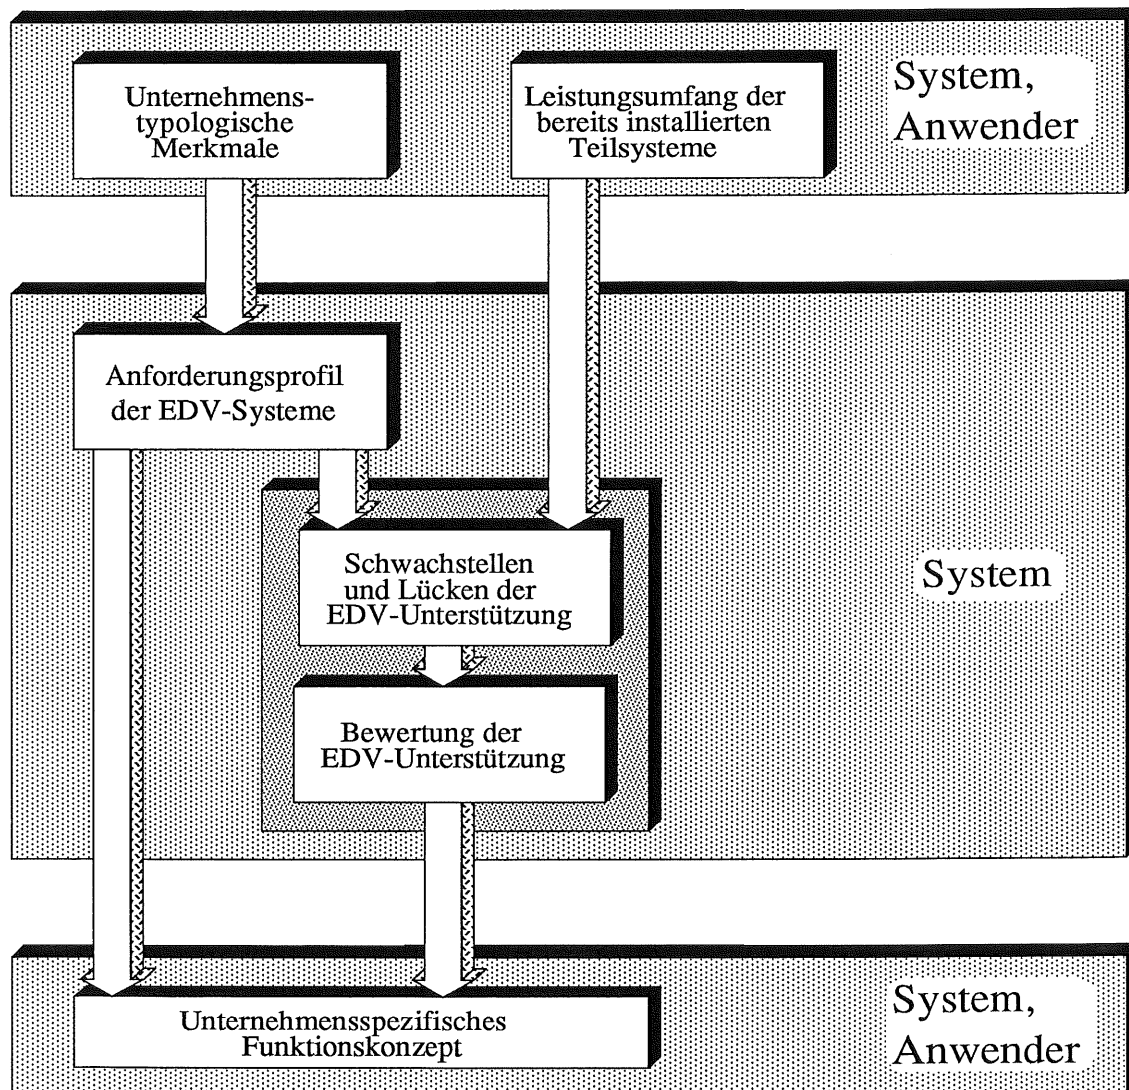 Unternehmens-
typologische
Merkmale
Leistungsumfang der
bereits installierten
Teilsysteme
System,
Anwender
Anforderungsprofil
der EDV-Systeme
Schwachstellen
und Lücken der
EDV-Unterstützung
System
Bewertung der
EDV-Unterstützung
Unternehmensspezifisches
Funktionskonzept
System,
Anwender